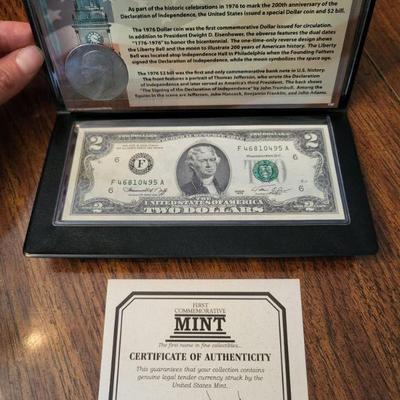 As part of the historic celebrations in 1976 to mark the 200th anniversary of the
Declaration of Independence, the United States issued a special Dollar coin and $2 bill.
The 1976 Dollar coin was the first commemorative Dollar issued for circulation.
In addition to President Dwight D. Eisenhower, the obverse features the dual dates
"1776-1976" to honor the bicentennial. The one-time-only reverse design shows
the Liberty Bell and the moon to illustrate 200 years of American history. The Liberty
Bell was located atop Independence Hall in Philadelphia when the Founding Fathers
signed the Declaration of Independence, while the moon symbolizes the space age.
The 1976 $2 bill was the first and only commemorative bank note in U.S. history.
The front features a portrait of Thomas Jefferson, who wrote the Declaration
of Independence and later served as America's third President. The back shows
"The Signing of the Declaration of Independence" by John Trumbull. Among the
figures in the scene are Jefferson, John Hancock, Benjamin Franklin, and John Adams.
2
2
F 46810495 A
6
6
F
F 46810495 A
6
6
2
2
THE
UNITED STATES OF AMERICA
TWO DOLLARS
FIRST
COMMEMORATIVE
MINT
The first name in fine collectibles...
CERTIFICATE OF AUTHENTICITY
This guarantees that your collection contains
genuine legal tender currency struck by the
United States Mint.